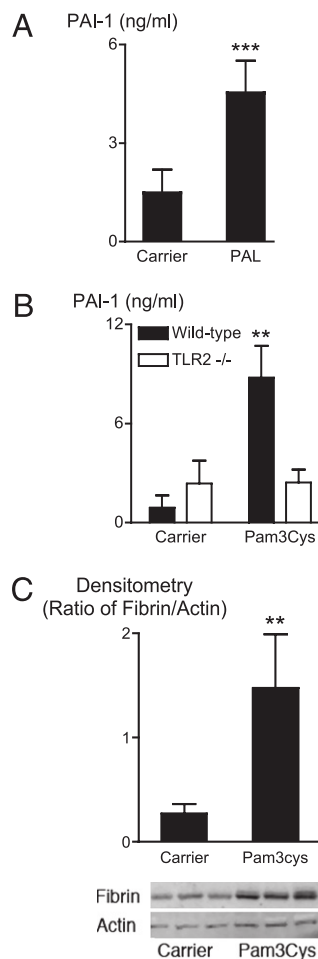 A
PAI-1 (ng/ml)
6
***
3
0
Carrier PAL
B
PAI-1 (ng/ml)
12
Wild-type
**
TLR2 -/-
6
0
Carrier Pam3Cys
C
Densitometry
(Ratio of Fibrin/Actin)
2
**
1
0
Carrier Pam3cys
Fibrin
Actin
Carrier Pam3Cys